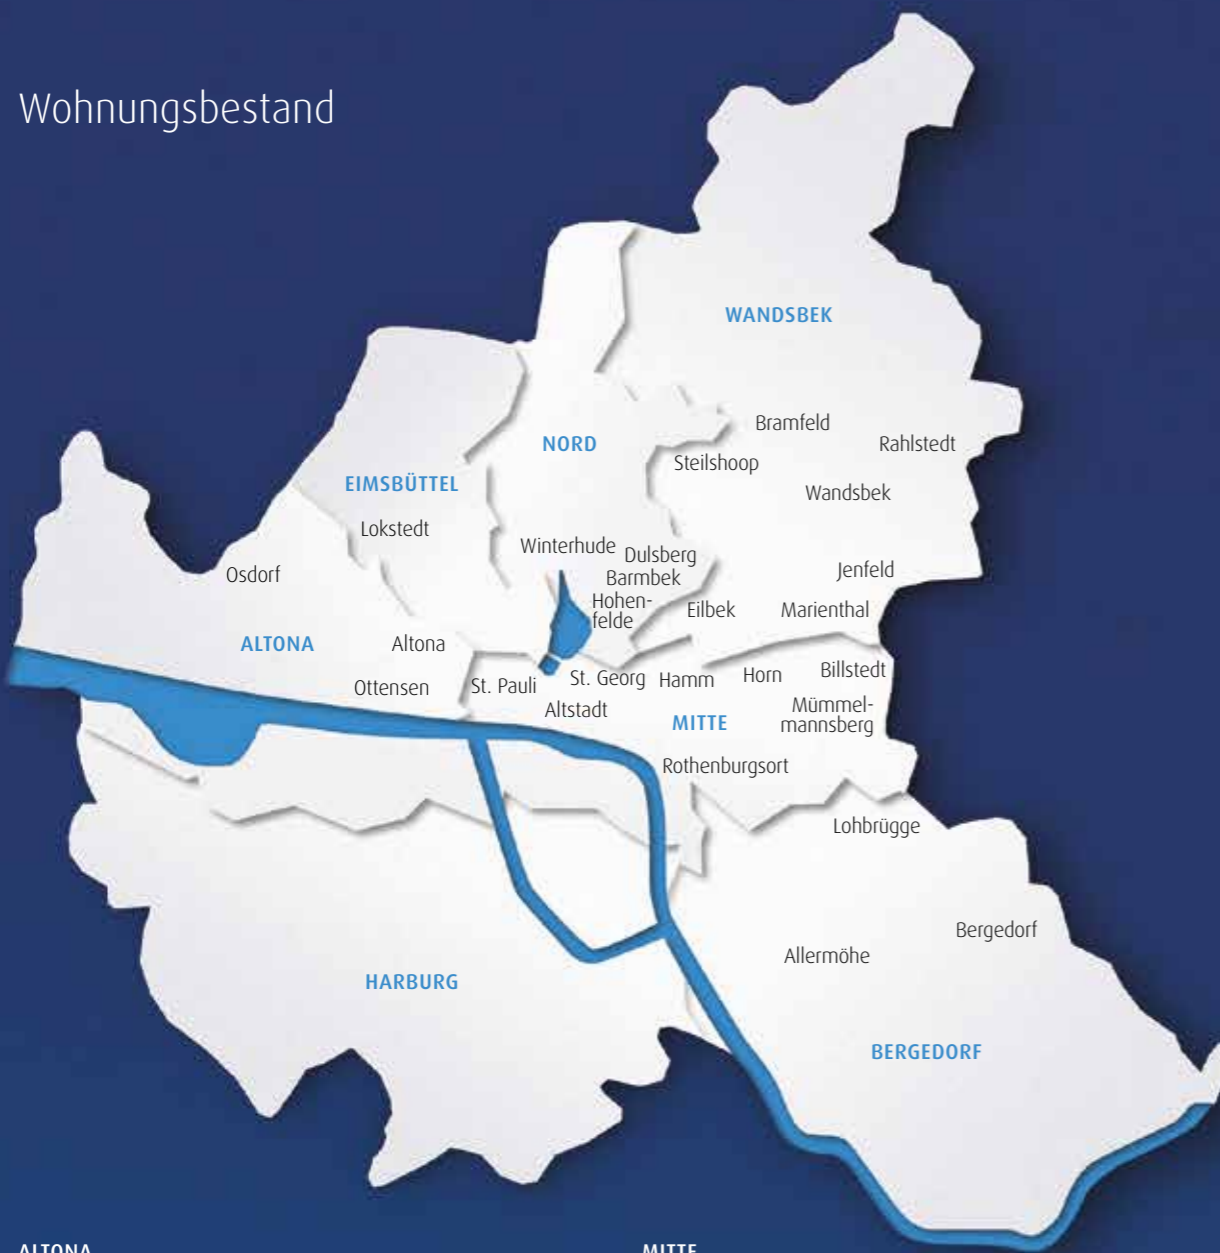 Wohnungsbestand
WANDSBEK
Bramfeld
Rahlstedt
NORD
Steilshoop
EIMSBÜTTEL
Wandsbek
Lokstedt
Winterhude
Dulsberg
Osdorf
Barmbek
Jenfeld
Hohen-
felde
Eilbek
Marienthal
ALTONA
Altona
St. Georg
Hamm
Horn
Billstedt
Ottensen
St. Pauli
Altstadt
MITTE
Mümmel-
mannsberg
Rothenburgsort
Lohbrügge
Bergedorf
Allermöhe
HARBURG
BERGEDORF
ALTONA
MITTE